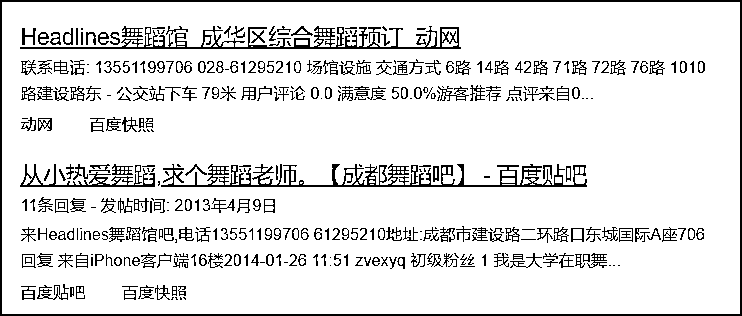 Headlines舞蹈馆_成华区综合舞蹈预订_动网
联系电话: 13551199706 028-61295210 场馆设施 交通方式 6路 14路 42路 71路 72路 76路 1010
路建设路东 - 公交站下车 79米 用户评论 0.0 满意度 50.0%游客推荐 点评来自0...
动网 百度快照
从小热爱舞蹈,求个舞蹈老师。【成都舞蹈吧】 - 百度贴吧
11条回复 - 发帖时间: 2013年4月9日
来Headlines舞蹈馆吧,电话13551199706 61295210地址:成都市建设路二环路口东城国际A座706
回复 来自iPhone客户端16楼2014-01-26 11:51 zvexyq 初级粉丝 1 我是大学在职舞...
百度贴吧 百度快照